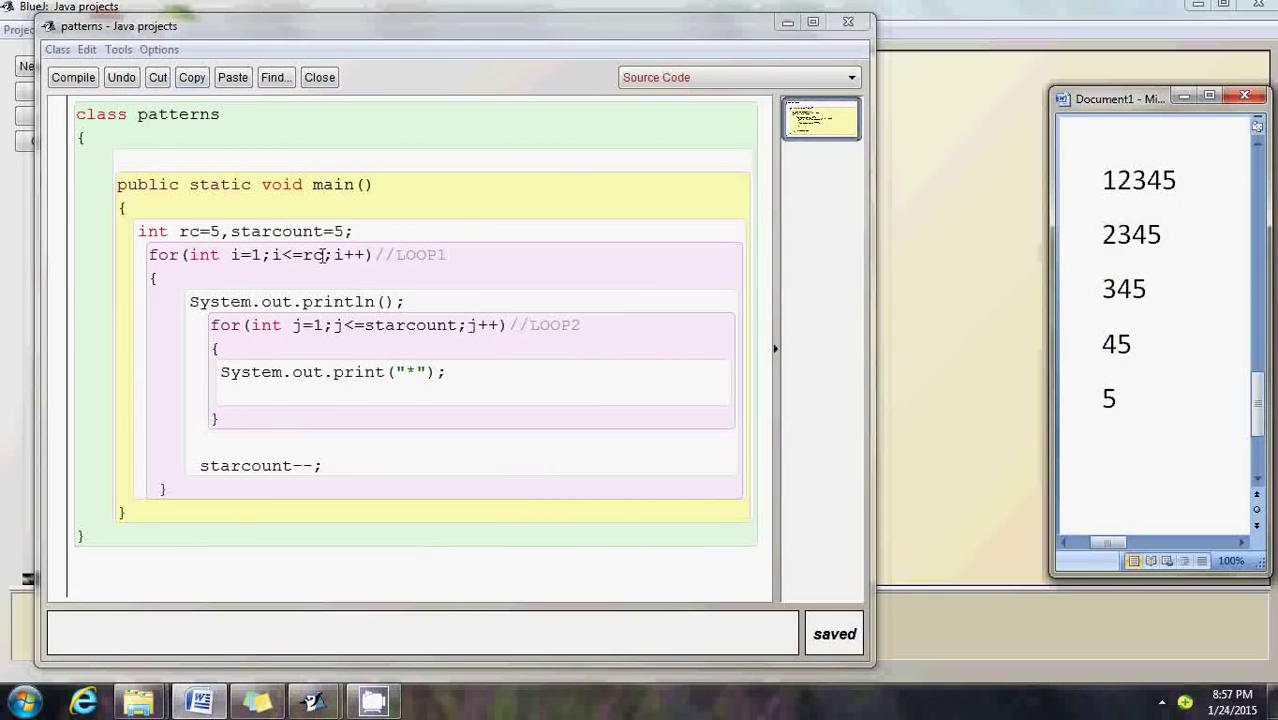 BlueJ: Java projects
Proje
Ne
patterns - Java projects
Class Edit Tools Options
Compile Undo Cut Copy Paste Find... Close Source Code
class patterns
{
public static void main()
{
int rc=5,starcount=5;
for(int i=1;i<=rc;i++)//LOOP1
{
System.out.println();
for(int j=1;j<=starcount;j++)//LOOP2
{
System.out.print("*");
}
starcount--;
}
}
}
saved
Document1 - Mi...
12345
2345
345
45
5
100%
8:57 PM
1/24/2015